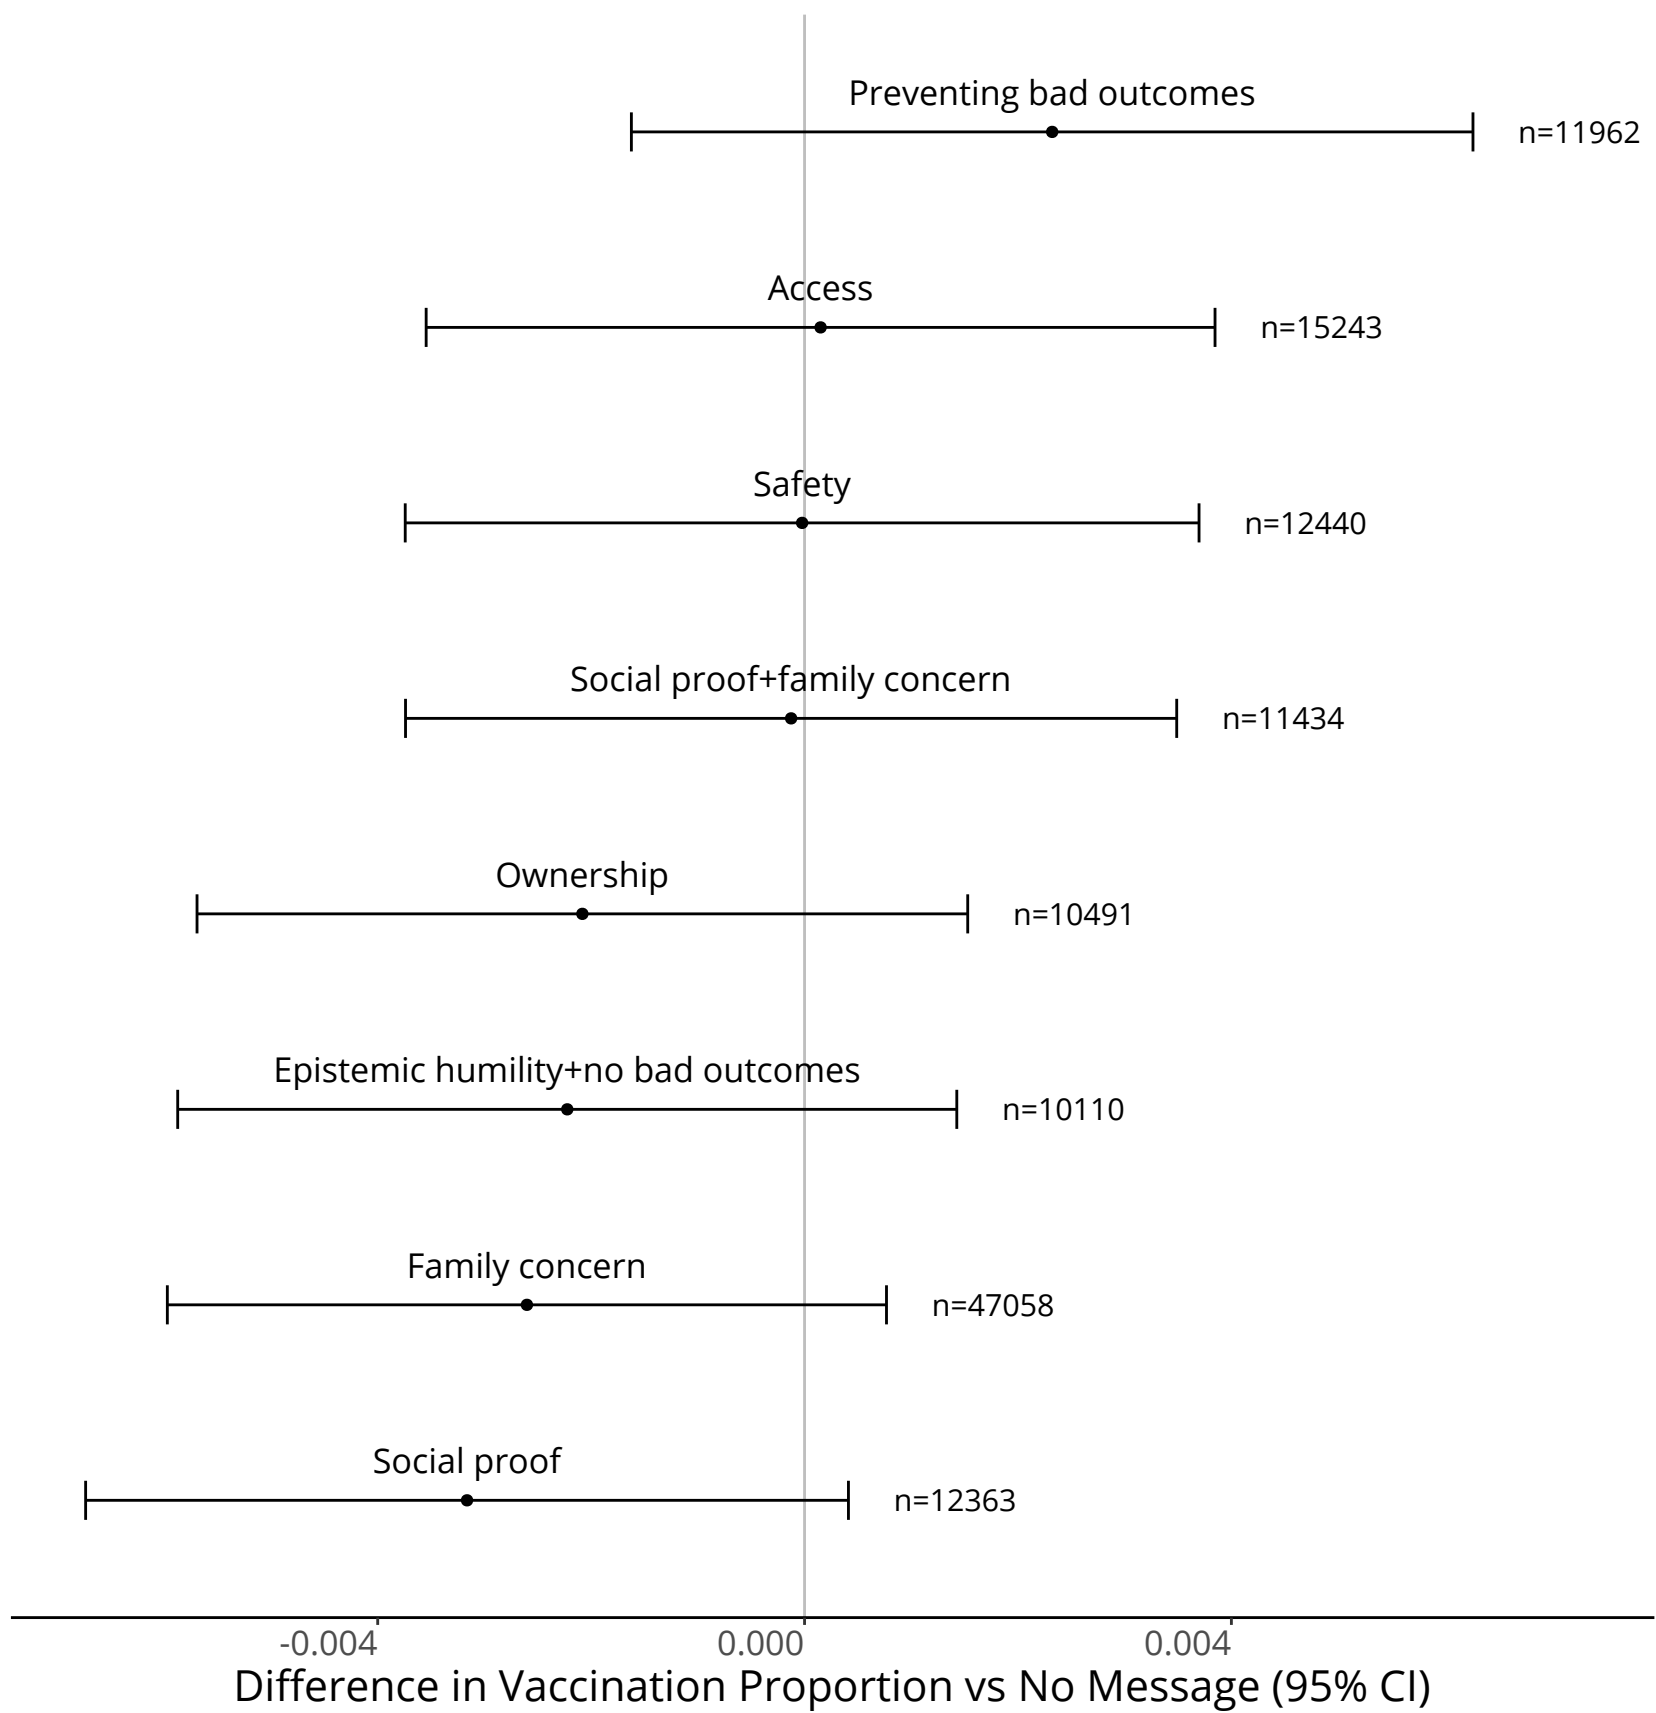 Preventing bad outcomes
n=11962
Access
n=15243
Safety
n=12440
Social proof+family concern
n=11434
Ownership
n=10491
Epistemic humility+no bad outcomes
n=10110
Family concern
n=47058
Social proof
n=12363
-0.004 0.000 0.004
Difference in Vaccination Proportion vs No Message (95% CI)